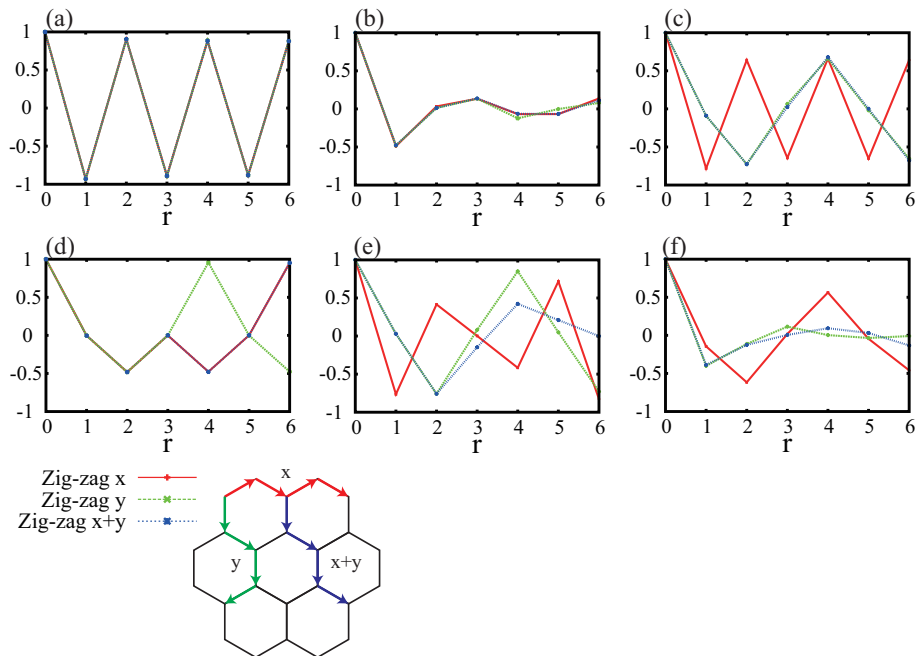 (a) (b) (c)
1 1 1
0.5 0.5 0.5
0 0 0
-0.5 -0.5 -0.5
-1 -1 -1
0 1 2 3 4 5 6 0 1 2 3 4 5 6 0 1 2 3 4 5 6
r r r
(d) (e) (f)
1 1 1
0.5 0.5 0.5
0 0 0
-0.5 -0.5 -0.5
-1 -1 -1
0 1 2 3 4 5 6 0 1 2 3 4 5 6 0 1 2 3 4 5 6
r r r
Zig-zag x
Zig-zag y
Zig-zag x+y
x
y x+y